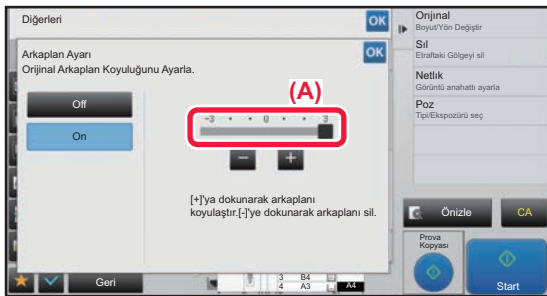 Diğerleri
OK
Arkaplan Ayarı
OK
Orijinal Arkaplan Koyuluğunu Ayarla.
Off
On
(A)
-3 • • 0 • • 3
− +
[+]'ya dokunarak arkaplanı
koyulaştır.[-]'ye dokunarak arkaplanı sil.
Geri
3 B4
4 A3
A4
Orjinal
Boyut/Yön Değiştir
Sil
Etraftaki Gölgeyi sil
Netlik
Görüntü anahattı ayarla
Poz
Tipi/Ekspozürü seç
Önizle
CA
Prova
Kopyası
Start